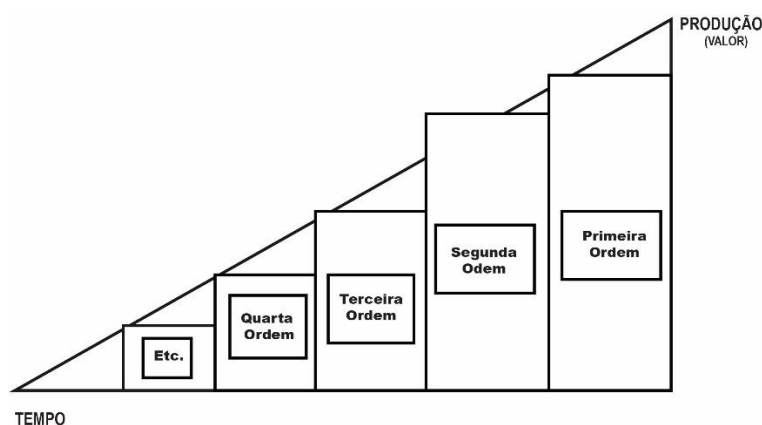 PRODUÇÃO
(VALOR)
Primeira
Ordem
Segunda
Odem
Terceira
Ordem
Quarta
Ordem
Etc.
TEMPO